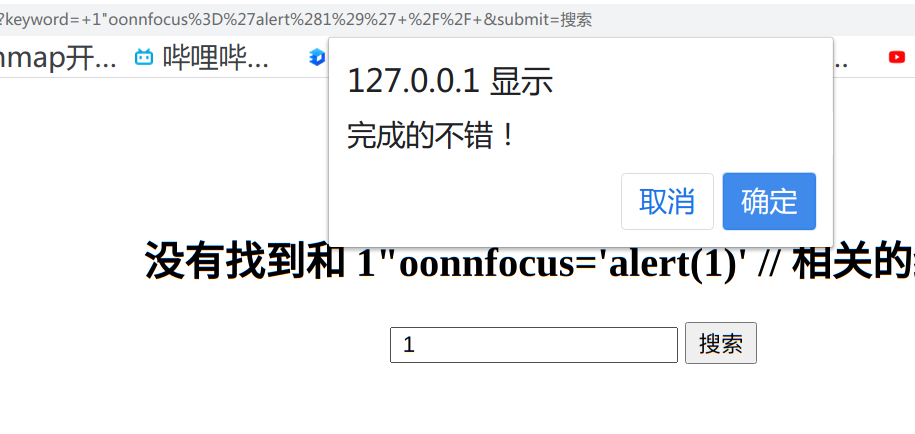 ?keyword=+1"oonnfocus%3D%27alert%281%29%27+%2F%2F+&submit=搜索
nmap开... 哔哩哔... ..
127.0.0.1 显示
完成的不错！
取消 确定
没有找到和 1"oonnfocus='alert(1)' // 相关的
1 搜索